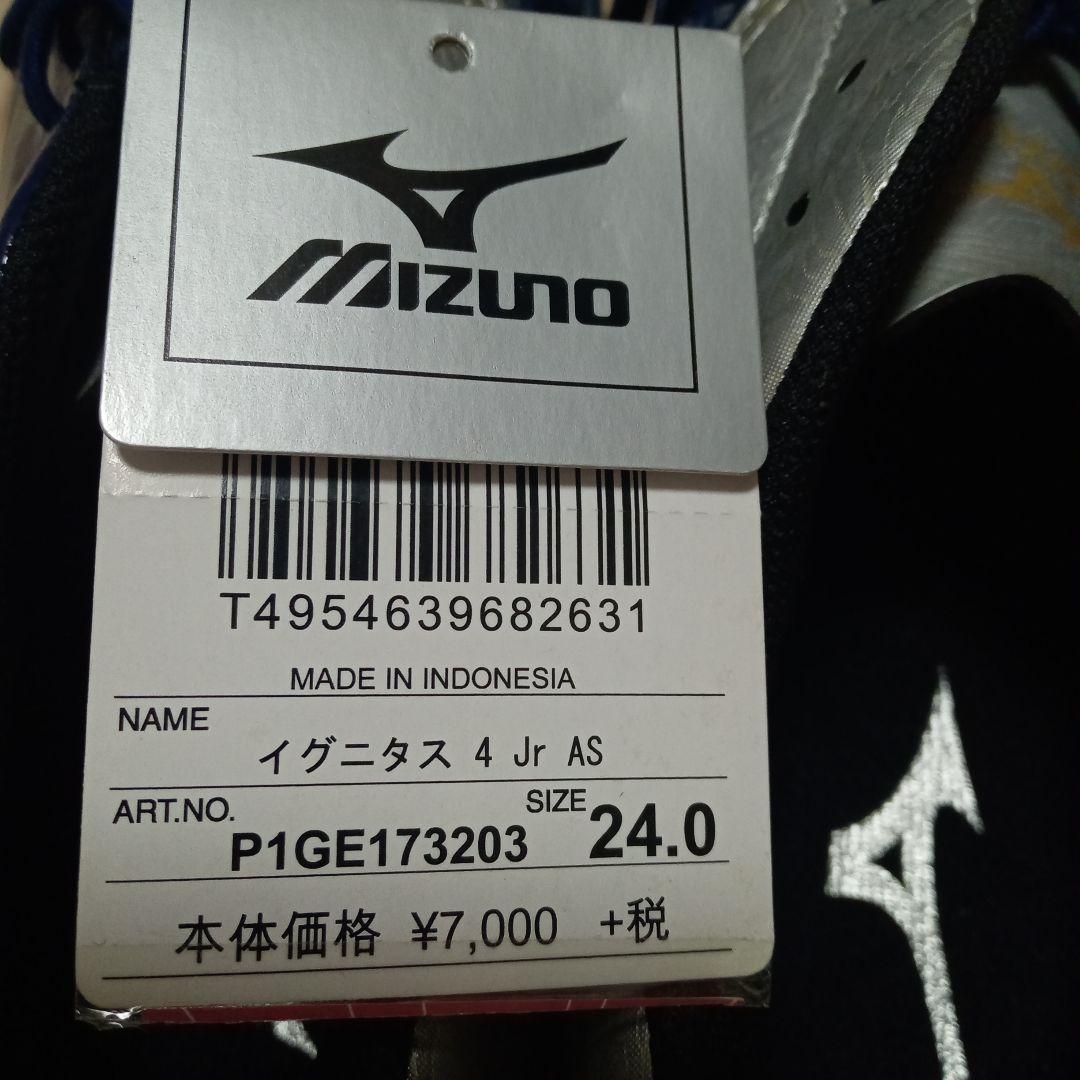 MIZUNO
T4954639682631
MADE IN INDONESIA
NAME
イグニタス 4 Jr AS
ART.NO. P1GE173203 SIZE 24.0
本体価格 ¥7,000 +税